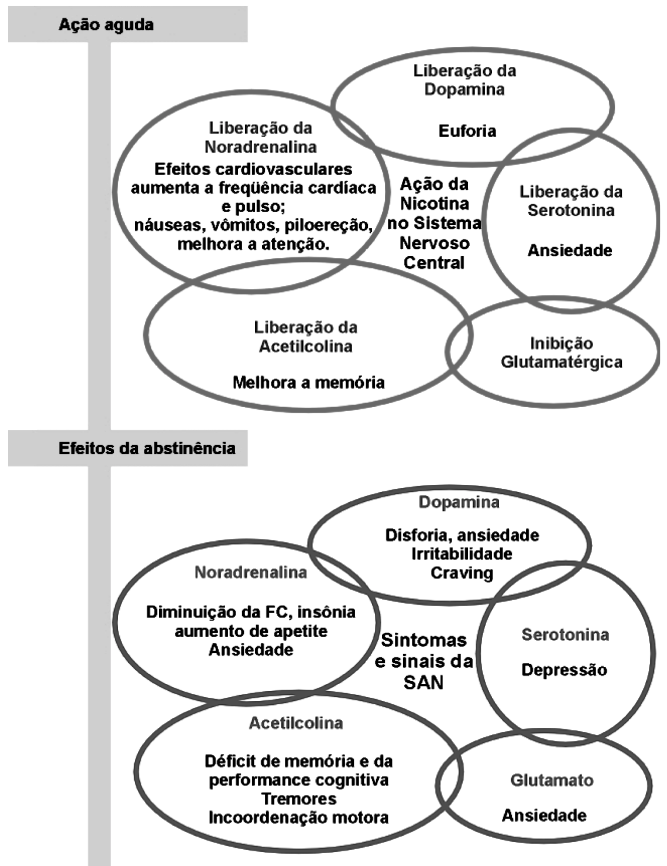 Ação aguda
Liberação da
Dopamina
Euforia
Liberação da
Noradrenalina
Efeitos cardiovasculares
aumenta a freqüência cardíaca
e pulso;
náuseas, vômitos, piloereção,
melhora a atenção.
Ação da
Nicotina
no Sistema
Nervoso
Central
Liberação da
Serotonina
Ansiedade
Liberação da
Acetilcolina
Melhora a memória
Inibição
Glutamatérgica
Efeitos da abstinência
Dopamina
Disforia, ansiedade
Irritabilidade
Craving
Noradrenalina
Diminuição da FC, insônia
aumento de apetite
Ansiedade
Sintomas
e sinais da
SAN
Serotonina
Depressão
Acetilcolina
Déficit de memória e da
performance cognitiva
Tremores
Incoordenação motora
Glutamato
Ansiedade